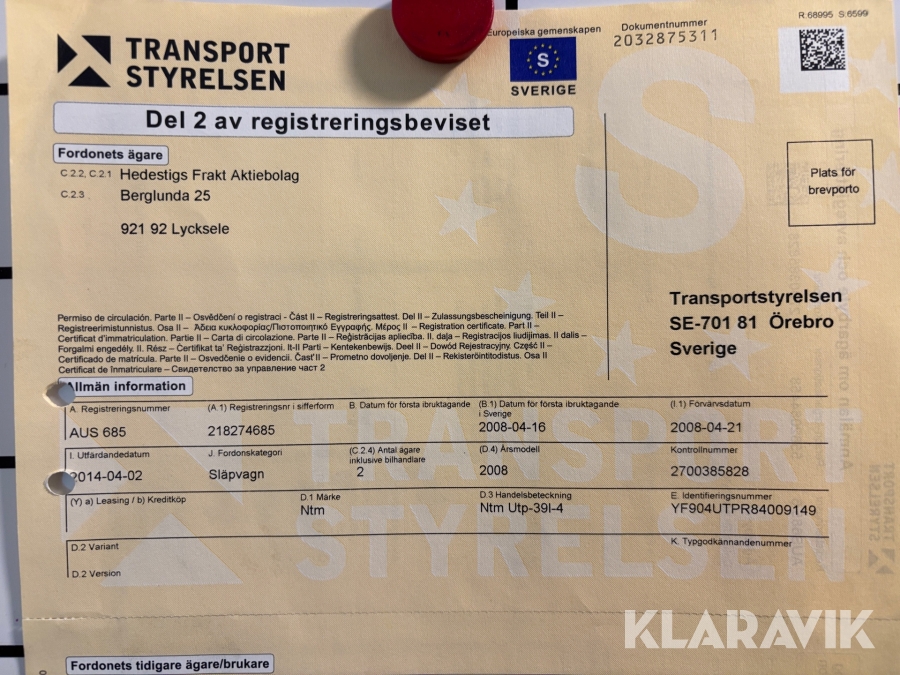 R:68995 S:6599
TRANSPORT
STYRELSEN
Europeiska gemenskapen
S
SVERIGE
Dokumentnummer
2032875311
Del 2 av registreringsbeviset
Fordonets ägare
C 2.2, C.2.1 Hedestigs Frakt Aktiebolag
C.2.3 Berglunda 25
921 92 Lycksele
Plats för
brevporto
Transportstyrelsen
SE-701 81 Örebro
Sverige
Permiso de circulación. Parte II – Osvědčení o registraci - Část II – Registreringsattest. Del II – Zulassungsbescheinigung. Teil II –
Registreerimistunnistus. Osa II – Άδεια κυκλοφορίας/Πιστοποιητικό Εγγραφής. Μέρος II – Registration certificate. Part II –
Certificat d'immatriculation. Partie II – Carta di circolazione. Parte II – Reģistrācijas apliecība. II. daļa – Registracijos liudijimas. II dalis –
Forgalmi engedély. II. Rész – Ċertifikat ta' Reġistrazzjoni. It-II Parti – Kentekenbewijs. Deel II – Dowód Rejestracyjny. Część II –
Certificado de matrícula. Parte II – Osvedčenie o evidencii. Časť II – Prometno dovoljenje. Del II – Rekisteröintitodistus. Osa II
Certificat de înmatriculare – Свидетелство за управление част 2
Allmän information
A. Registreringsnummer
AUS 685
(A.1) Registreringsnr i sifferform
218274685
B. Datum för första ibruktagande
(B.1) Datum för första ibruktagande
i Sverige
2008-04-16
(I.1) Förvärvsdatum
2008-04-21
I. Utfärdandedatum
2014-04-02
J. Fordonskategori
Släpvagn
(C.2.4) Antal ägare
inklusive bilhandlare
2
(D.4) Årsmodell
2008
Kontrollnummer
2700385828
(Y) a) Leasing / b) Kreditköp
D.1 Märke
Ntm
D.3 Handelsbeteckning
Ntm Utp-39l-4
E. Identifieringsnummer
YF904UTPR84009149
D.2 Variant
K. Typgodkännandenummer
D.2 Version
S
TRANSPORT
STYRELSEN
KLARAVIK
Fordonets tidigare ägare/brukare